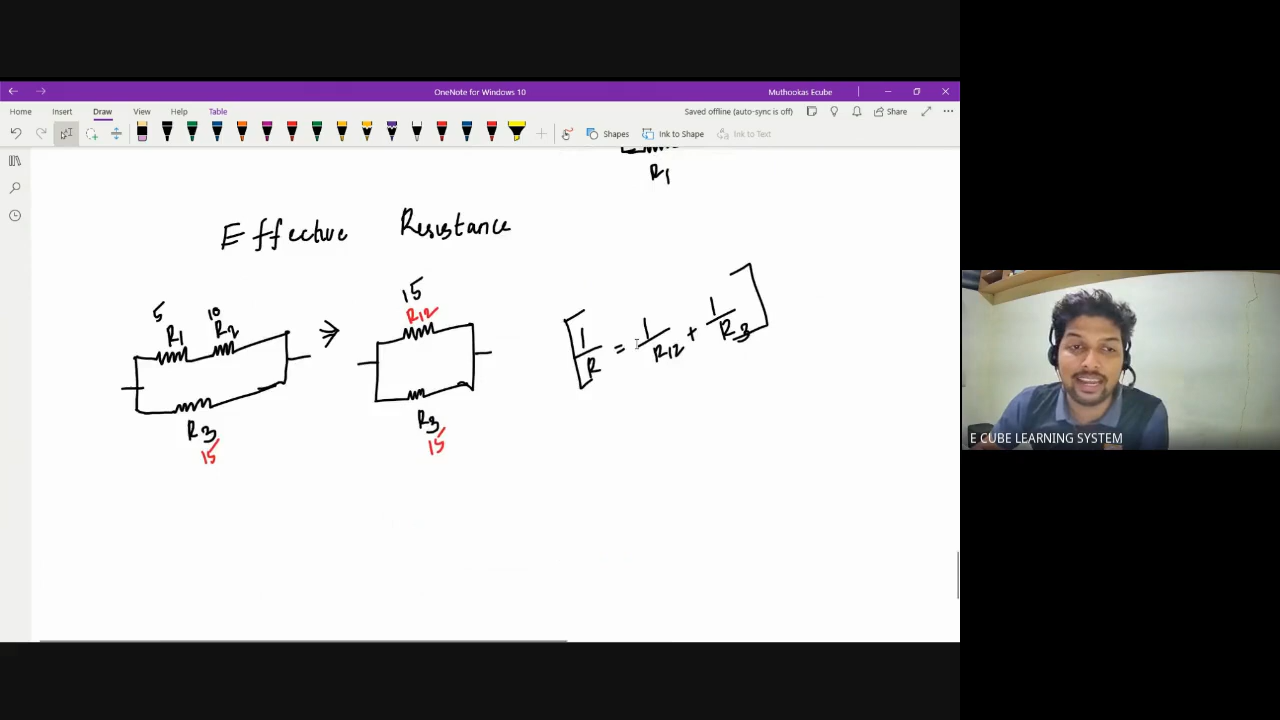 OneNote for Windows 10
Muthookas Ecube
Home Insert Draw View Help Table
Saved offline (auto-sync is off)
Share
Shapes
Ink to Shape
Ink to Text
R1
Effective Resistance
5
10
R1
R2
R3
15
15
R12
R3
15
1/R = 1/R12 + 1/R3
E CUBE LEARNING SYSTEM